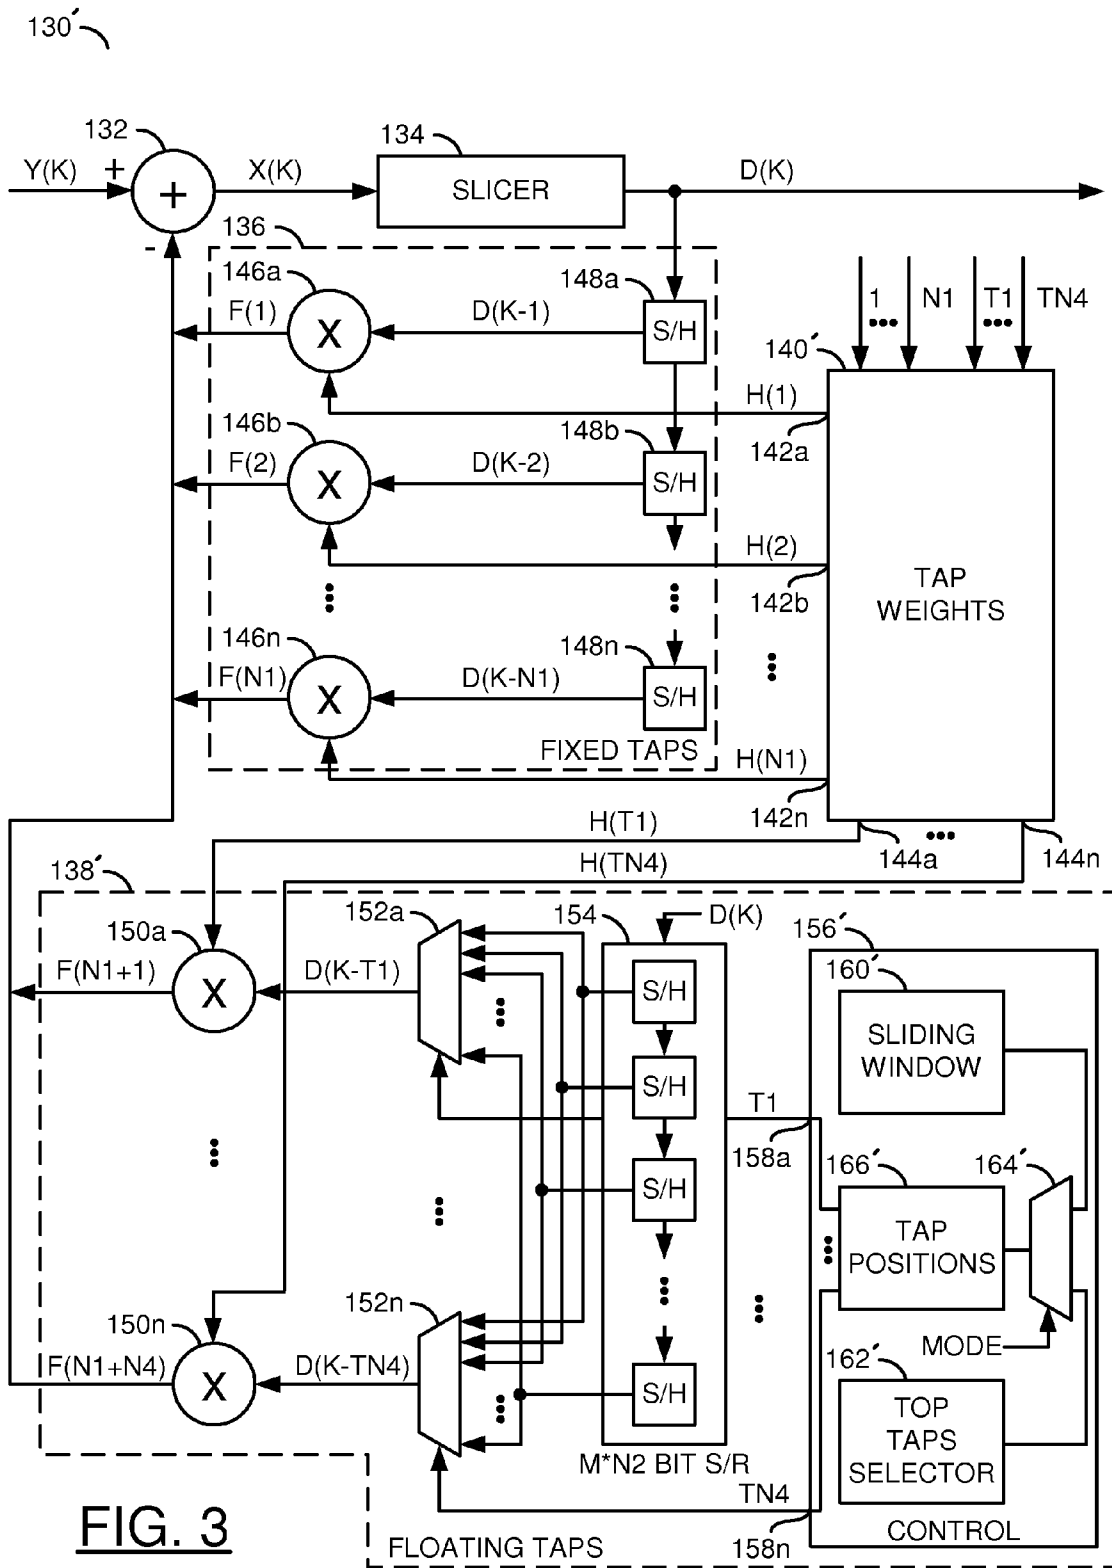 130′
132
134
Y(K)
+
X(K)
SLICER
D(K)
+
-
136
146a
148a
F(1)
D(K-1)
X
S/H
1
N1
T1
TN4
140′
H(1)
142a
146b
148b
F(2)
D(K-2)
X
S/H
H(2)
142b
TAP
WEIGHTS
146n
148n
F(N1)
D(K-N1)
X
S/H
FIXED TAPS
H(N1)
142n
H(T1)
144a
144n
H(TN4)
138′
152a
154
D(K)
156′
150a
160′
F(N1+1)
D(K-T1)
X
S/H
SLIDING
WINDOW
S/H
T1
158a
166′
164′
S/H
TAP
POSITIONS
152n
150n
MODE
F(N1+N4)
D(K-TN4)
162′
X
S/H
TOP
TAPS
SELECTOR
M*N2 BIT S/R
TN4
158n
CONTROL
FIG. 3
FLOATING TAPS